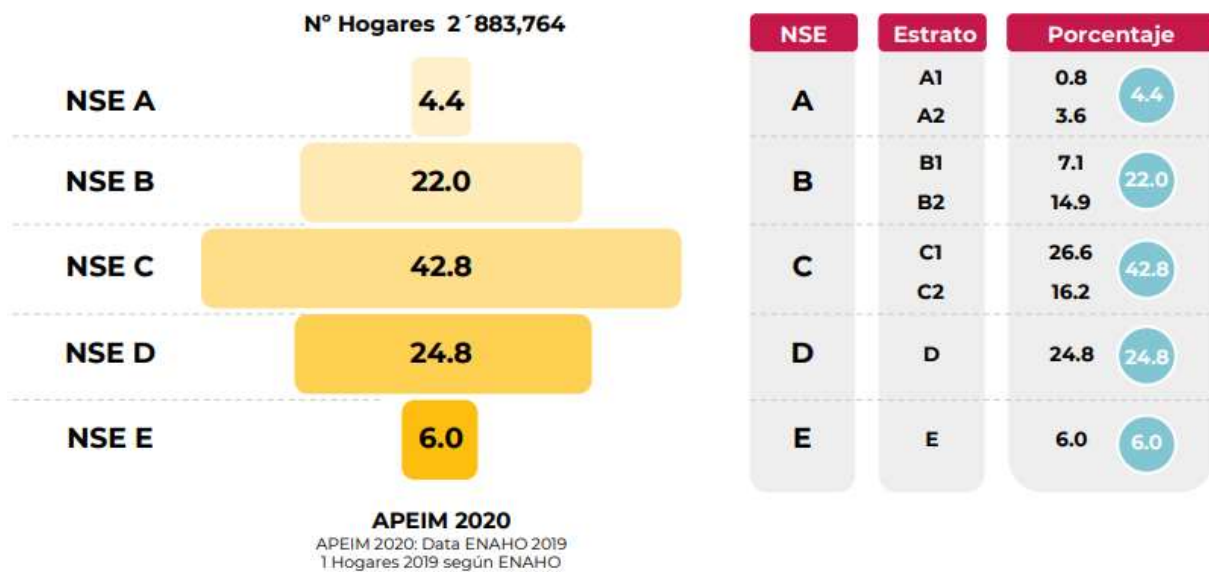 Nº Hogares 2´883,764
NSE A
4.4
NSE B
22.0
NSE C
42.8
NSE D
24.8
NSE E
6.0
APEIM 2020
APEIM 2020: Data ENAHO 2019
1 Hogares 2019 según ENAHO
NSE Estrato Porcentaje
A
A1 0.8
A2 3.6
4.4
B
B1 7.1
B2 14.9
22.0
C
C1 26.6
C2 16.2
42.8
D D 24.8 24.8
E E 6.0 6.0